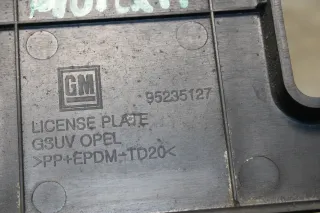 GM
95235127
LICENSE PLATE
GSUV OPEL
>PP+EPDM-TD20<